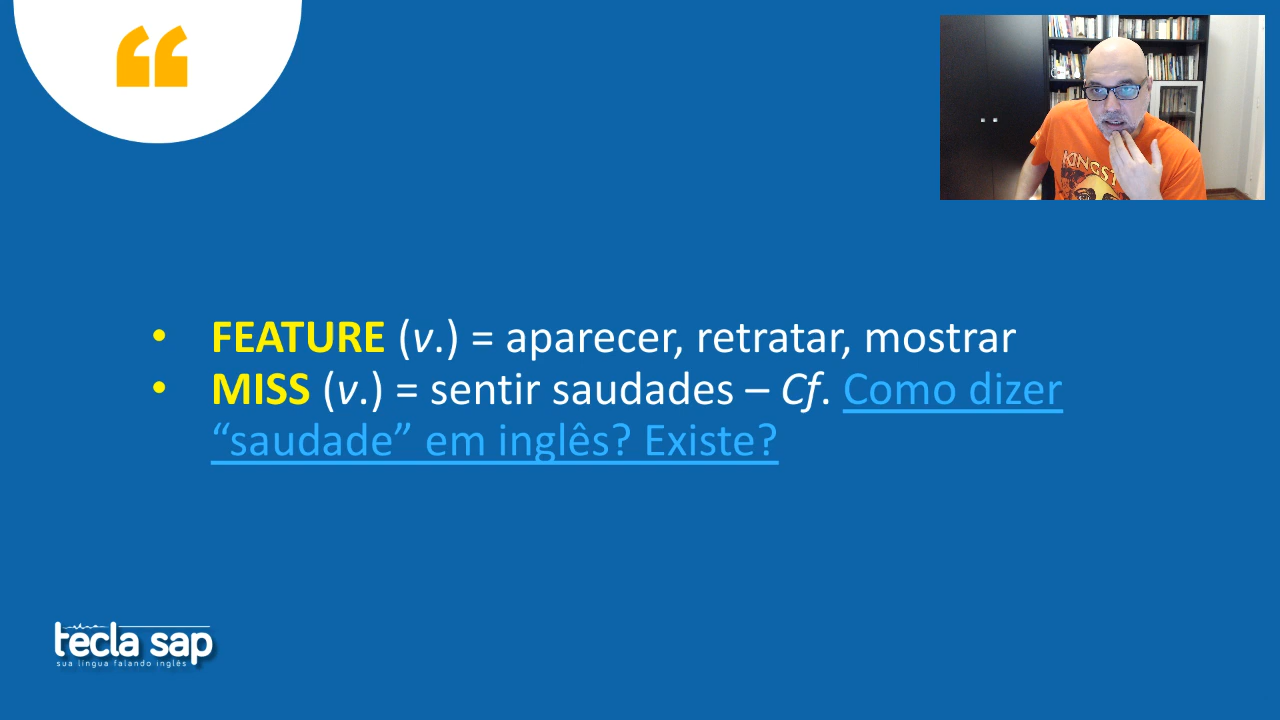 “
KINGST
• FEATURE (v.) = aparecer, retratar, mostrar
• MISS (v.) = sentir saudades – Cf. Como dizer
“saudade” em inglês? Existe?
tecla sap
sua língua falando inglês